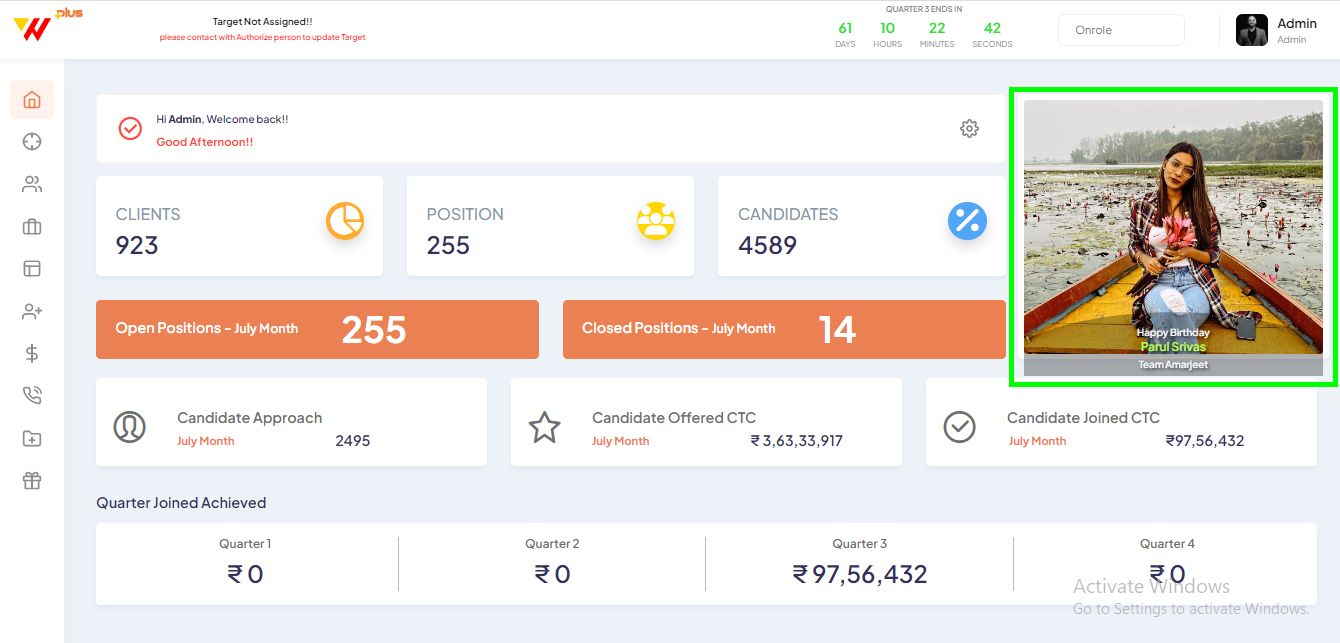 plus
Target Not Assigned!!
please contact with Authorize person to update Target
QUARTER 3 ENDS IN
61 10 22 42
DAYS HOURS MINUTES SECONDS
Onrole
Admin
Admin
Hi Admin, Welcome back!!
Good Afternoon!!
CLIENTS
923
POSITION
255
CANDIDATES
4589
Happy Birthday
Parul Srivas
Team Amarjeet
Open Positions - July Month 255
Closed Positions - July Month 14
Candidate Approach
July Month 2495
Candidate Offered CTC
July Month ₹ 3,63,33,917
Candidate Joined CTC
July Month ₹97,56,432
Quarter Joined Achieved
Quarter 1
₹ 0
Quarter 2
₹ 0
Quarter 3
₹ 97,56,432
Quarter 4
₹ 0
Activate Windows
Go to Settings to activate Windows.